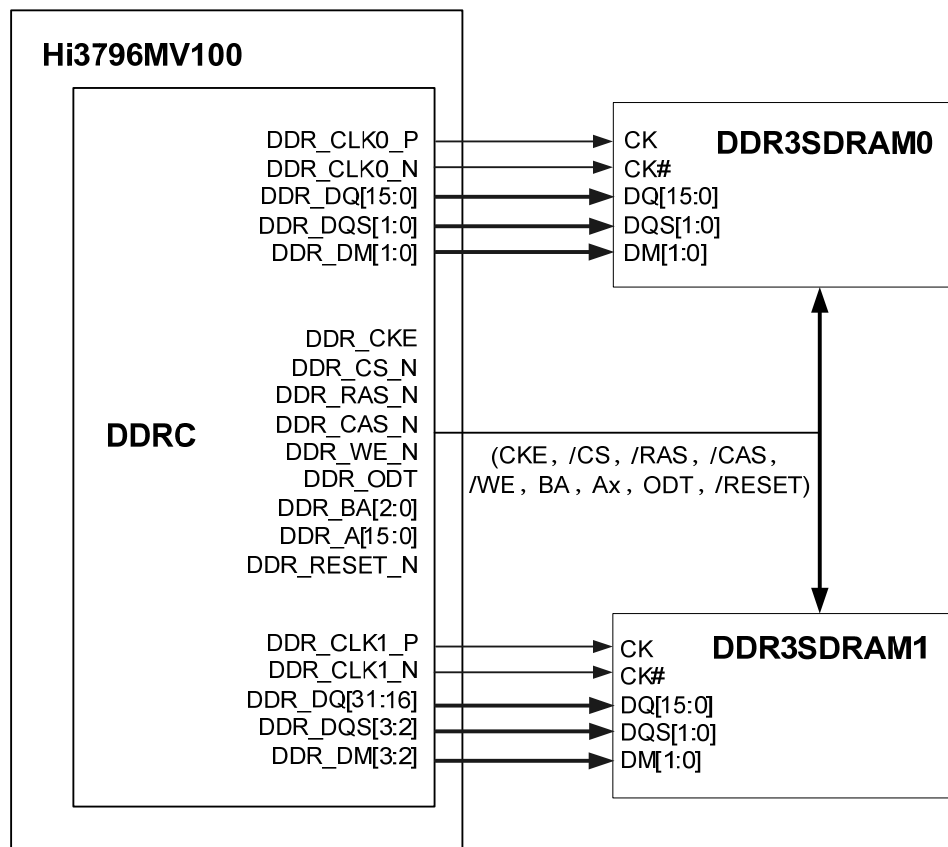 Hi3796MV100
DDRC
DDR_CLK0_P
DDR_CLK0_N
DDR_DQ[15:0]
DDR_DQS[1:0]
DDR_DM[1:0]
DDR_CKE
DDR_CS_N
DDR_RAS_N
DDR_CAS_N
DDR_WE_N
DDR_ODT
DDR_BA[2:0]
DDR_A[15:0]
DDR_RESET_N
DDR_CLK1_P
DDR_CLK1_N
DDR_DQ[31:16]
DDR_DQS[3:2]
DDR_DM[3:2]
(CKE, /CS, /RAS, /CAS,
/WE, BA, Ax, ODT, /RESET)
DDR3SDRAM0
CK
CK#
DQ[15:0]
DQS[1:0]
DM[1:0]
DDR3SDRAM1
CK
CK#
DQ[15:0]
DQS[1:0]
DM[1:0]